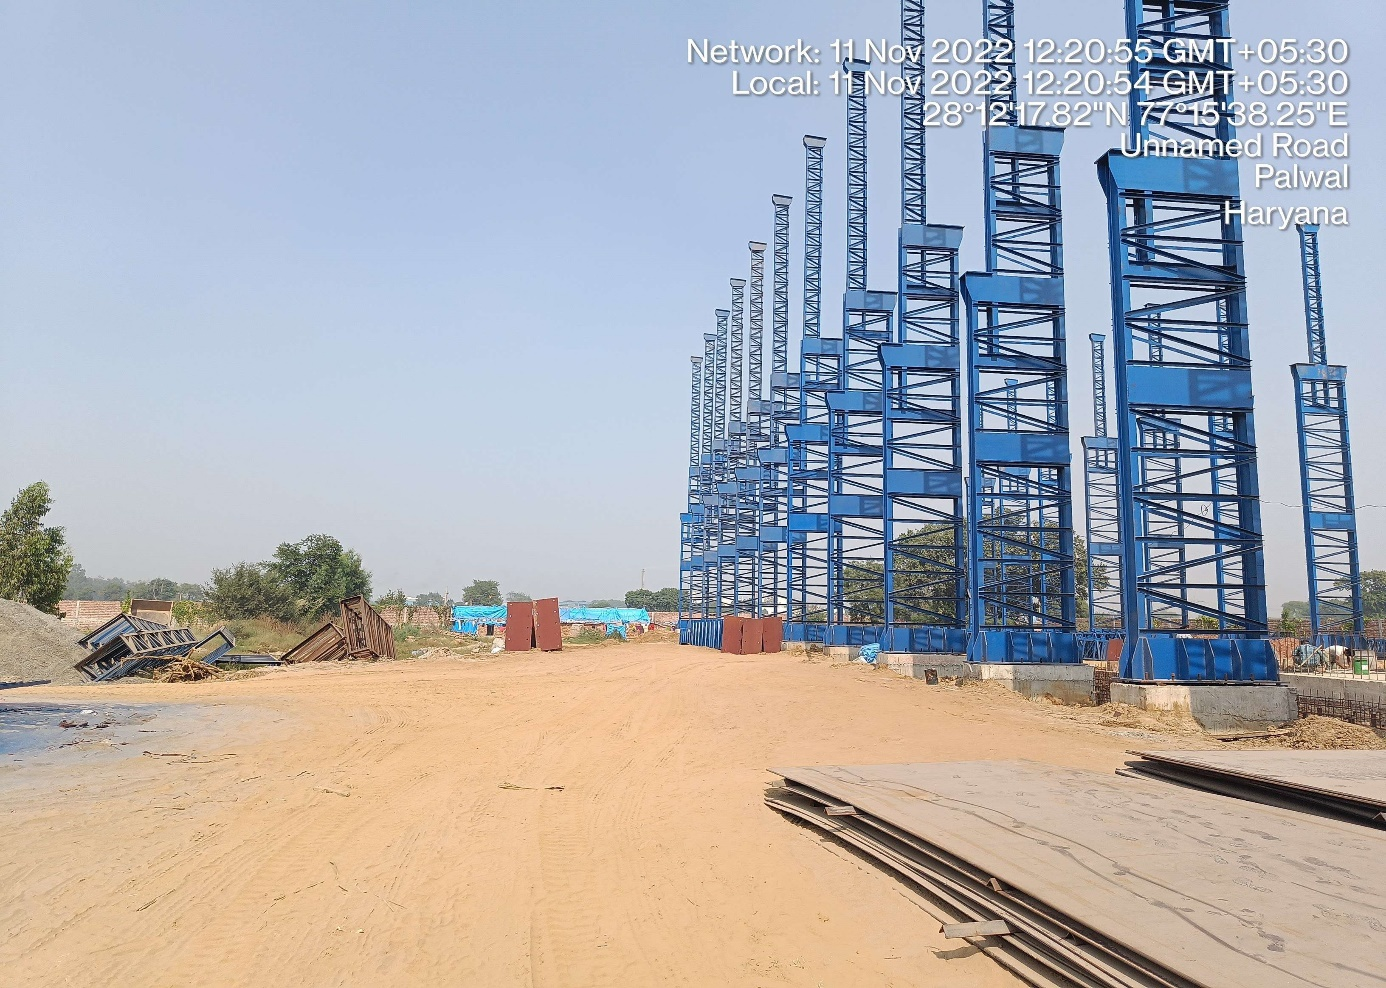 Network: 11 Nov 2022 12:20:55 GMT+05:30
Local: 11 Nov 2022 12:20:54 GMT+05:30
28°12'17.82"N 77°15'38.25"E
Unnamed Road
Palwal
Haryana